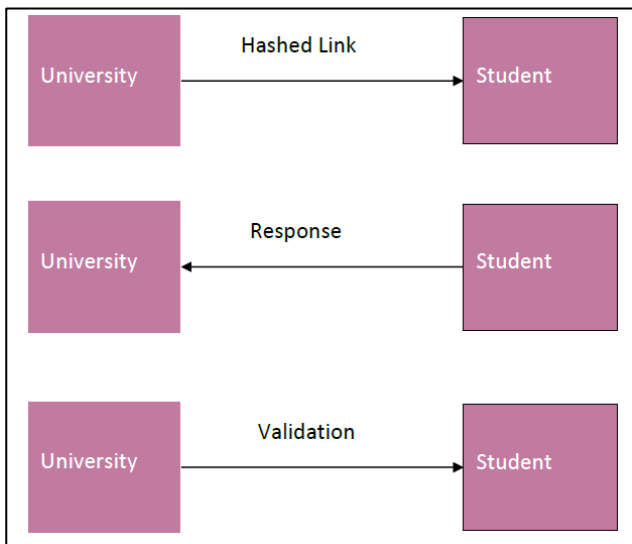 Hashed Link
University
Student
Response
University
Student
Validation
University
Student